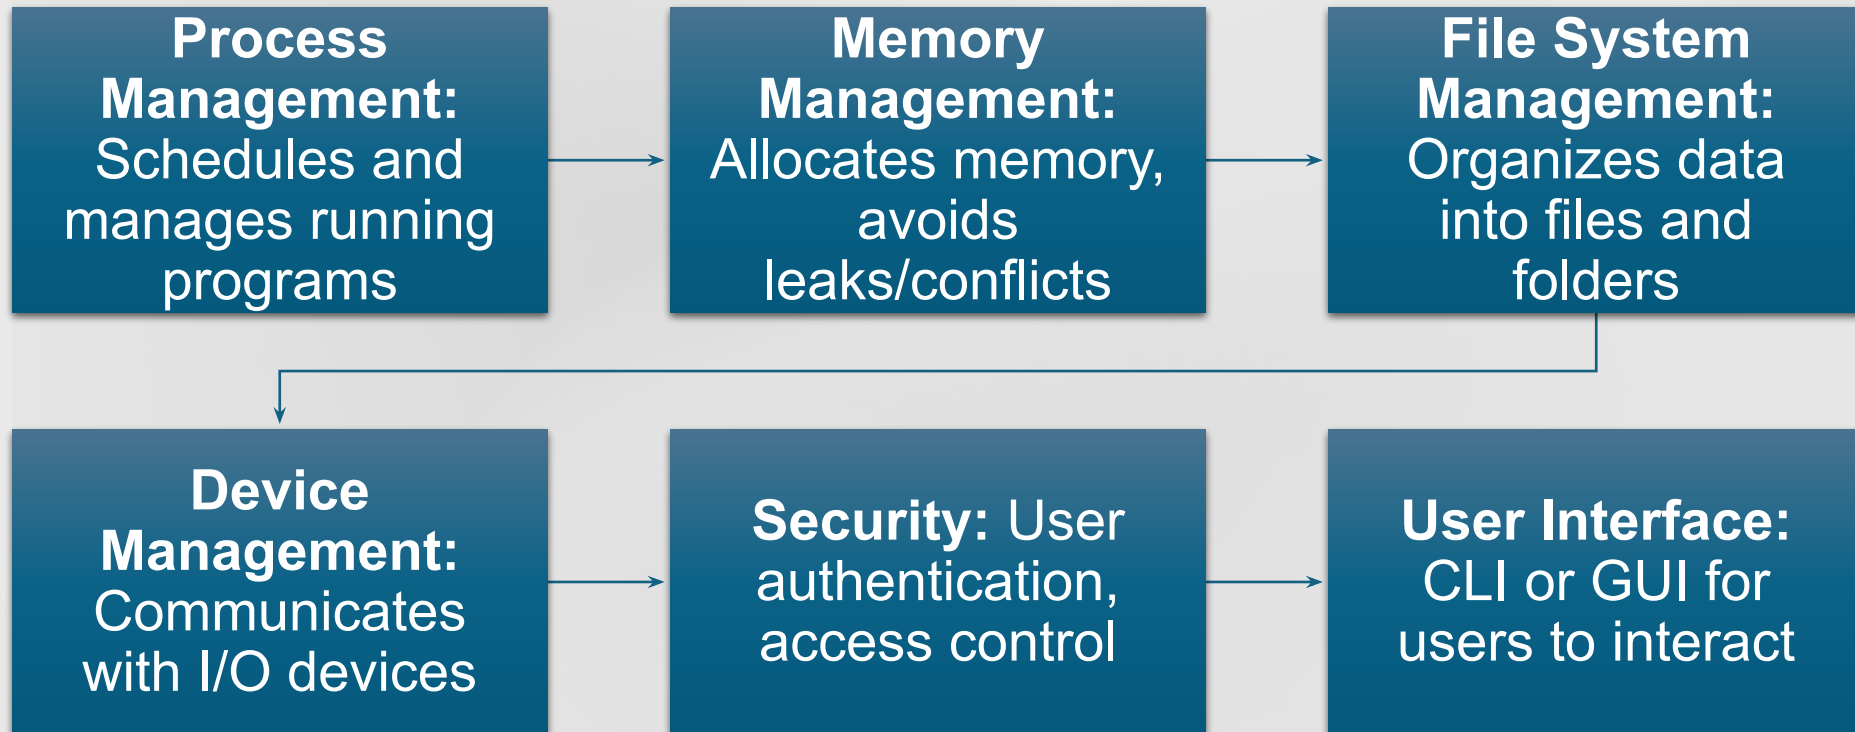 Process
Management:
Schedules and
manages running
programs
Memory
Management:
Allocates memory,
avoids
leaks/conflicts
File System
Management:
Organizes data
into files and
folders
Device
Management:
Communicates
with I/O devices
Security: User
authentication,
access control
User Interface:
CLI or GUI for
users to interact